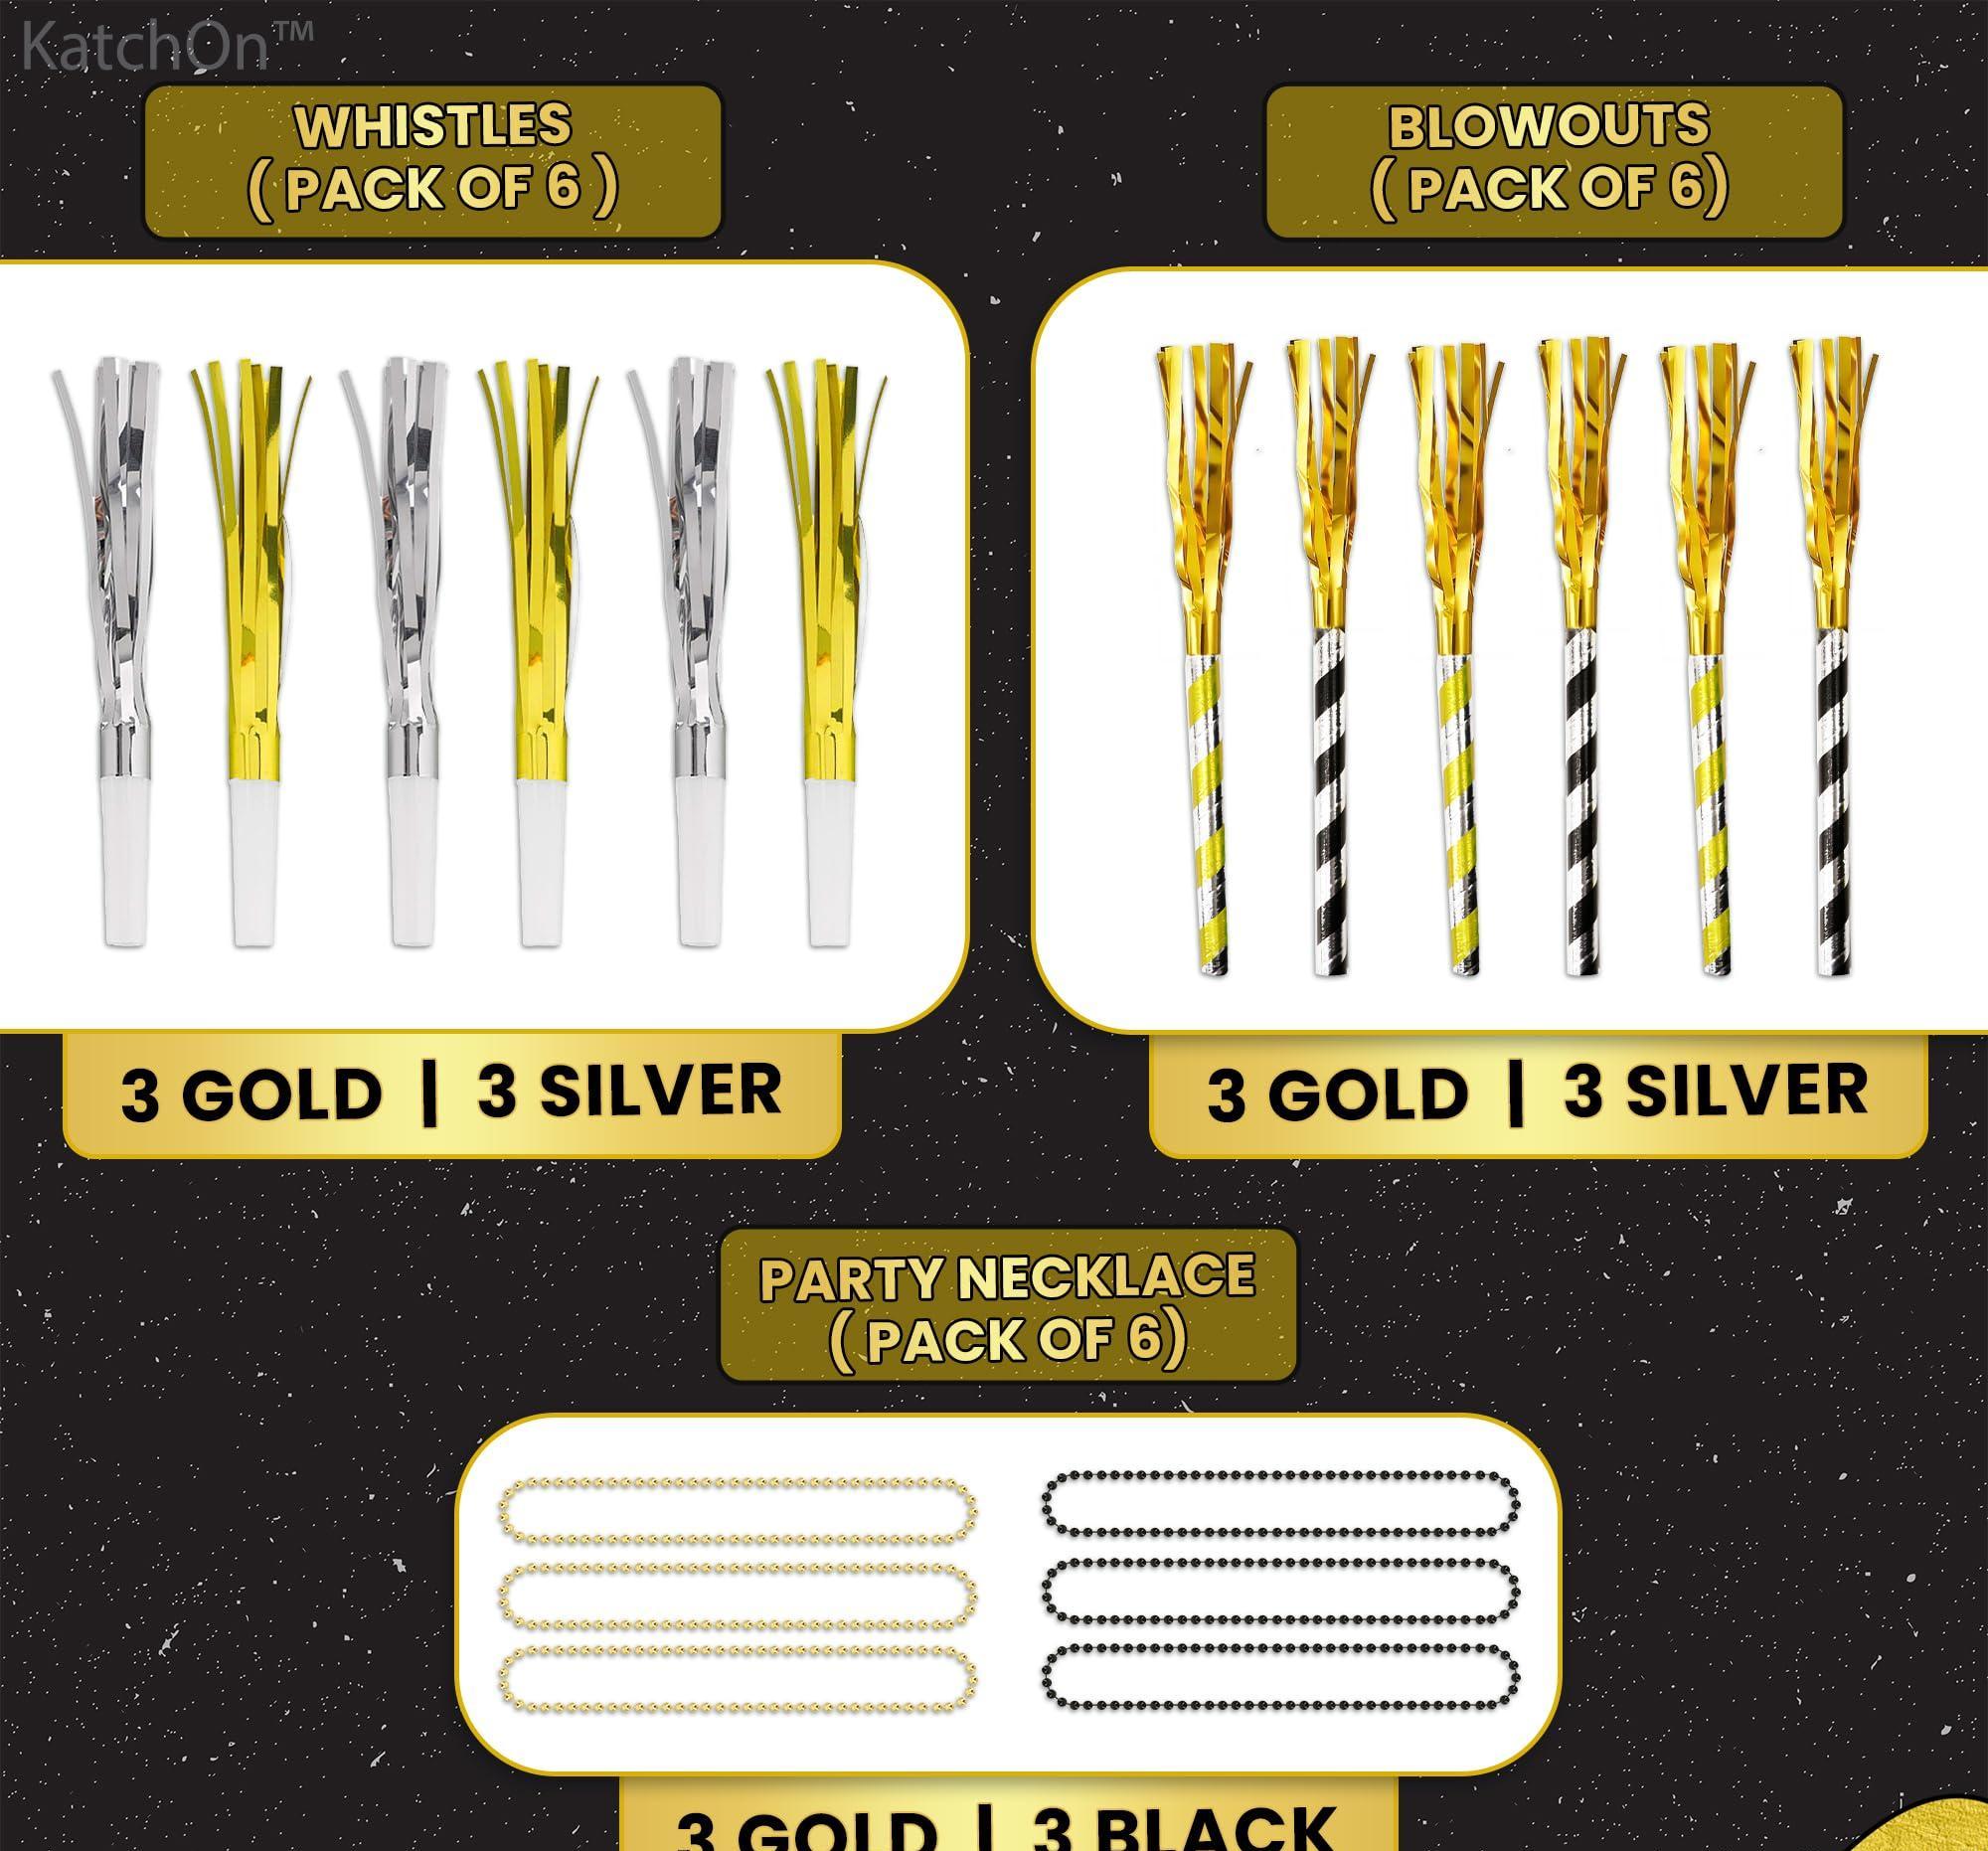 KatchOn™
WHISTLES
( PACK OF 6 )
BLOWOUTS
( PACK OF 6)
3 GOLD | 3 SILVER
3 GOLD | 3 SILVER
PARTY NECKLACE
( PACK OF 6)
3 GOLD | 3 BLACK